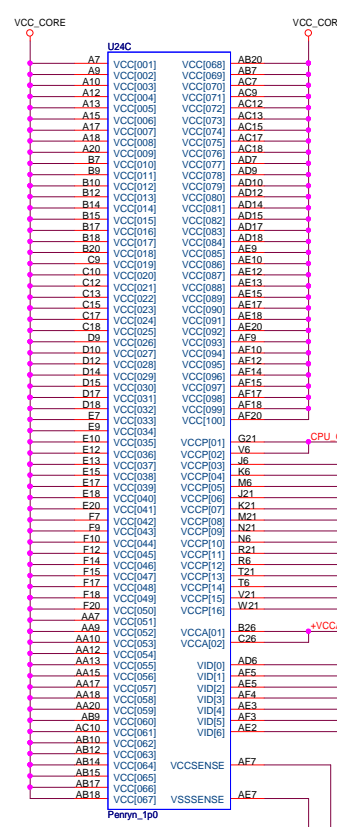 VCC_CORE VCC_COR
U24C
A7 VCC[001] VCC[068] AB20
A9 VCC[002] VCC[069] AB7
A10 VCC[003] VCC[070] AC7
A12 VCC[004] VCC[071] AC9
A13 VCC[005] VCC[072] AC12
A15 VCC[006] VCC[073] AC13
A17 VCC[007] VCC[074] AC15
A18 VCC[008] VCC[075] AC17
A20 VCC[009] VCC[076] AC18
B7 VCC[010] VCC[077] AD7
B9 VCC[011] VCC[078] AD9
B10 VCC[012] VCC[079] AD10
B12 VCC[013] VCC[080] AD12
B14 VCC[014] VCC[081] AD14
B15 VCC[015] VCC[082] AD15
B17 VCC[016] VCC[083] AD17
B18 VCC[017] VCC[084] AD18
B20 VCC[018] VCC[085] AE9
C9 VCC[019] VCC[086] AE10
C10 VCC[020] VCC[087] AE12
C12 VCC[021] VCC[088] AE13
C13 VCC[022] VCC[089] AE15
C15 VCC[023] VCC[090] AE17
C17 VCC[024] VCC[091] AE18
C18 VCC[025] VCC[092] AE20
D9 VCC[026] VCC[093] AF9
D10 VCC[027] VCC[094] AF10
D12 VCC[028] VCC[095] AF12
D14 VCC[029] VCC[096] AF14
D15 VCC[030] VCC[097] AF15
D17 VCC[031] VCC[098] AF17
D18 VCC[032] VCC[099] AF18
E7 VCC[033] VCC[100] AF20
E9 VCC[034]
E10 VCC[035] VCCP[01] G21 CPU_
E12 VCC[036] VCCP[02] V6
E13 VCC[037] VCCP[03] J6
E15 VCC[038] VCCP[04] K6
E17 VCC[039] VCCP[05] M6
E18 VCC[040] VCCP[06] J21
E20 VCC[041] VCCP[07] K21
F7 VCC[042] VCCP[08] M21
F9 VCC[043] VCCP[09] N21
F10 VCC[044] VCCP[10] N6
F12 VCC[045] VCCP[11] R21
F14 VCC[046] VCCP[12] R6
F15 VCC[047] VCCP[13] T21
F17 VCC[048] VCCP[14] T6
F18 VCC[049] VCCP[15] V21
F20 VCC[050] VCCP[16] W21
AA7 VCC[051]
AA9 VCC[052] VCCA[01] B26 +VCCA
AA10 VCC[053] VCCA[02] C26
AA12 VCC[054]
AA13 VCC[055] VID[0] AD6
AA15 VCC[056] VID[1] AF5
AA17 VCC[057] VID[2] AE5
AA18 VCC[058] VID[3] AF4
AA20 VCC[059] VID[4] AE3
AB9 VCC[060] VID[5] AF3
AC10 VCC[061] VID[6] AE2
AB10 VCC[062]
AB12 VCC[063]
AB14 VCC[064] VCCSENSE AF7
AB15 VCC[065]
AB17 VCC[066]
AB18 VCC[067] VSSSENSE AE7
Penryn_1p0